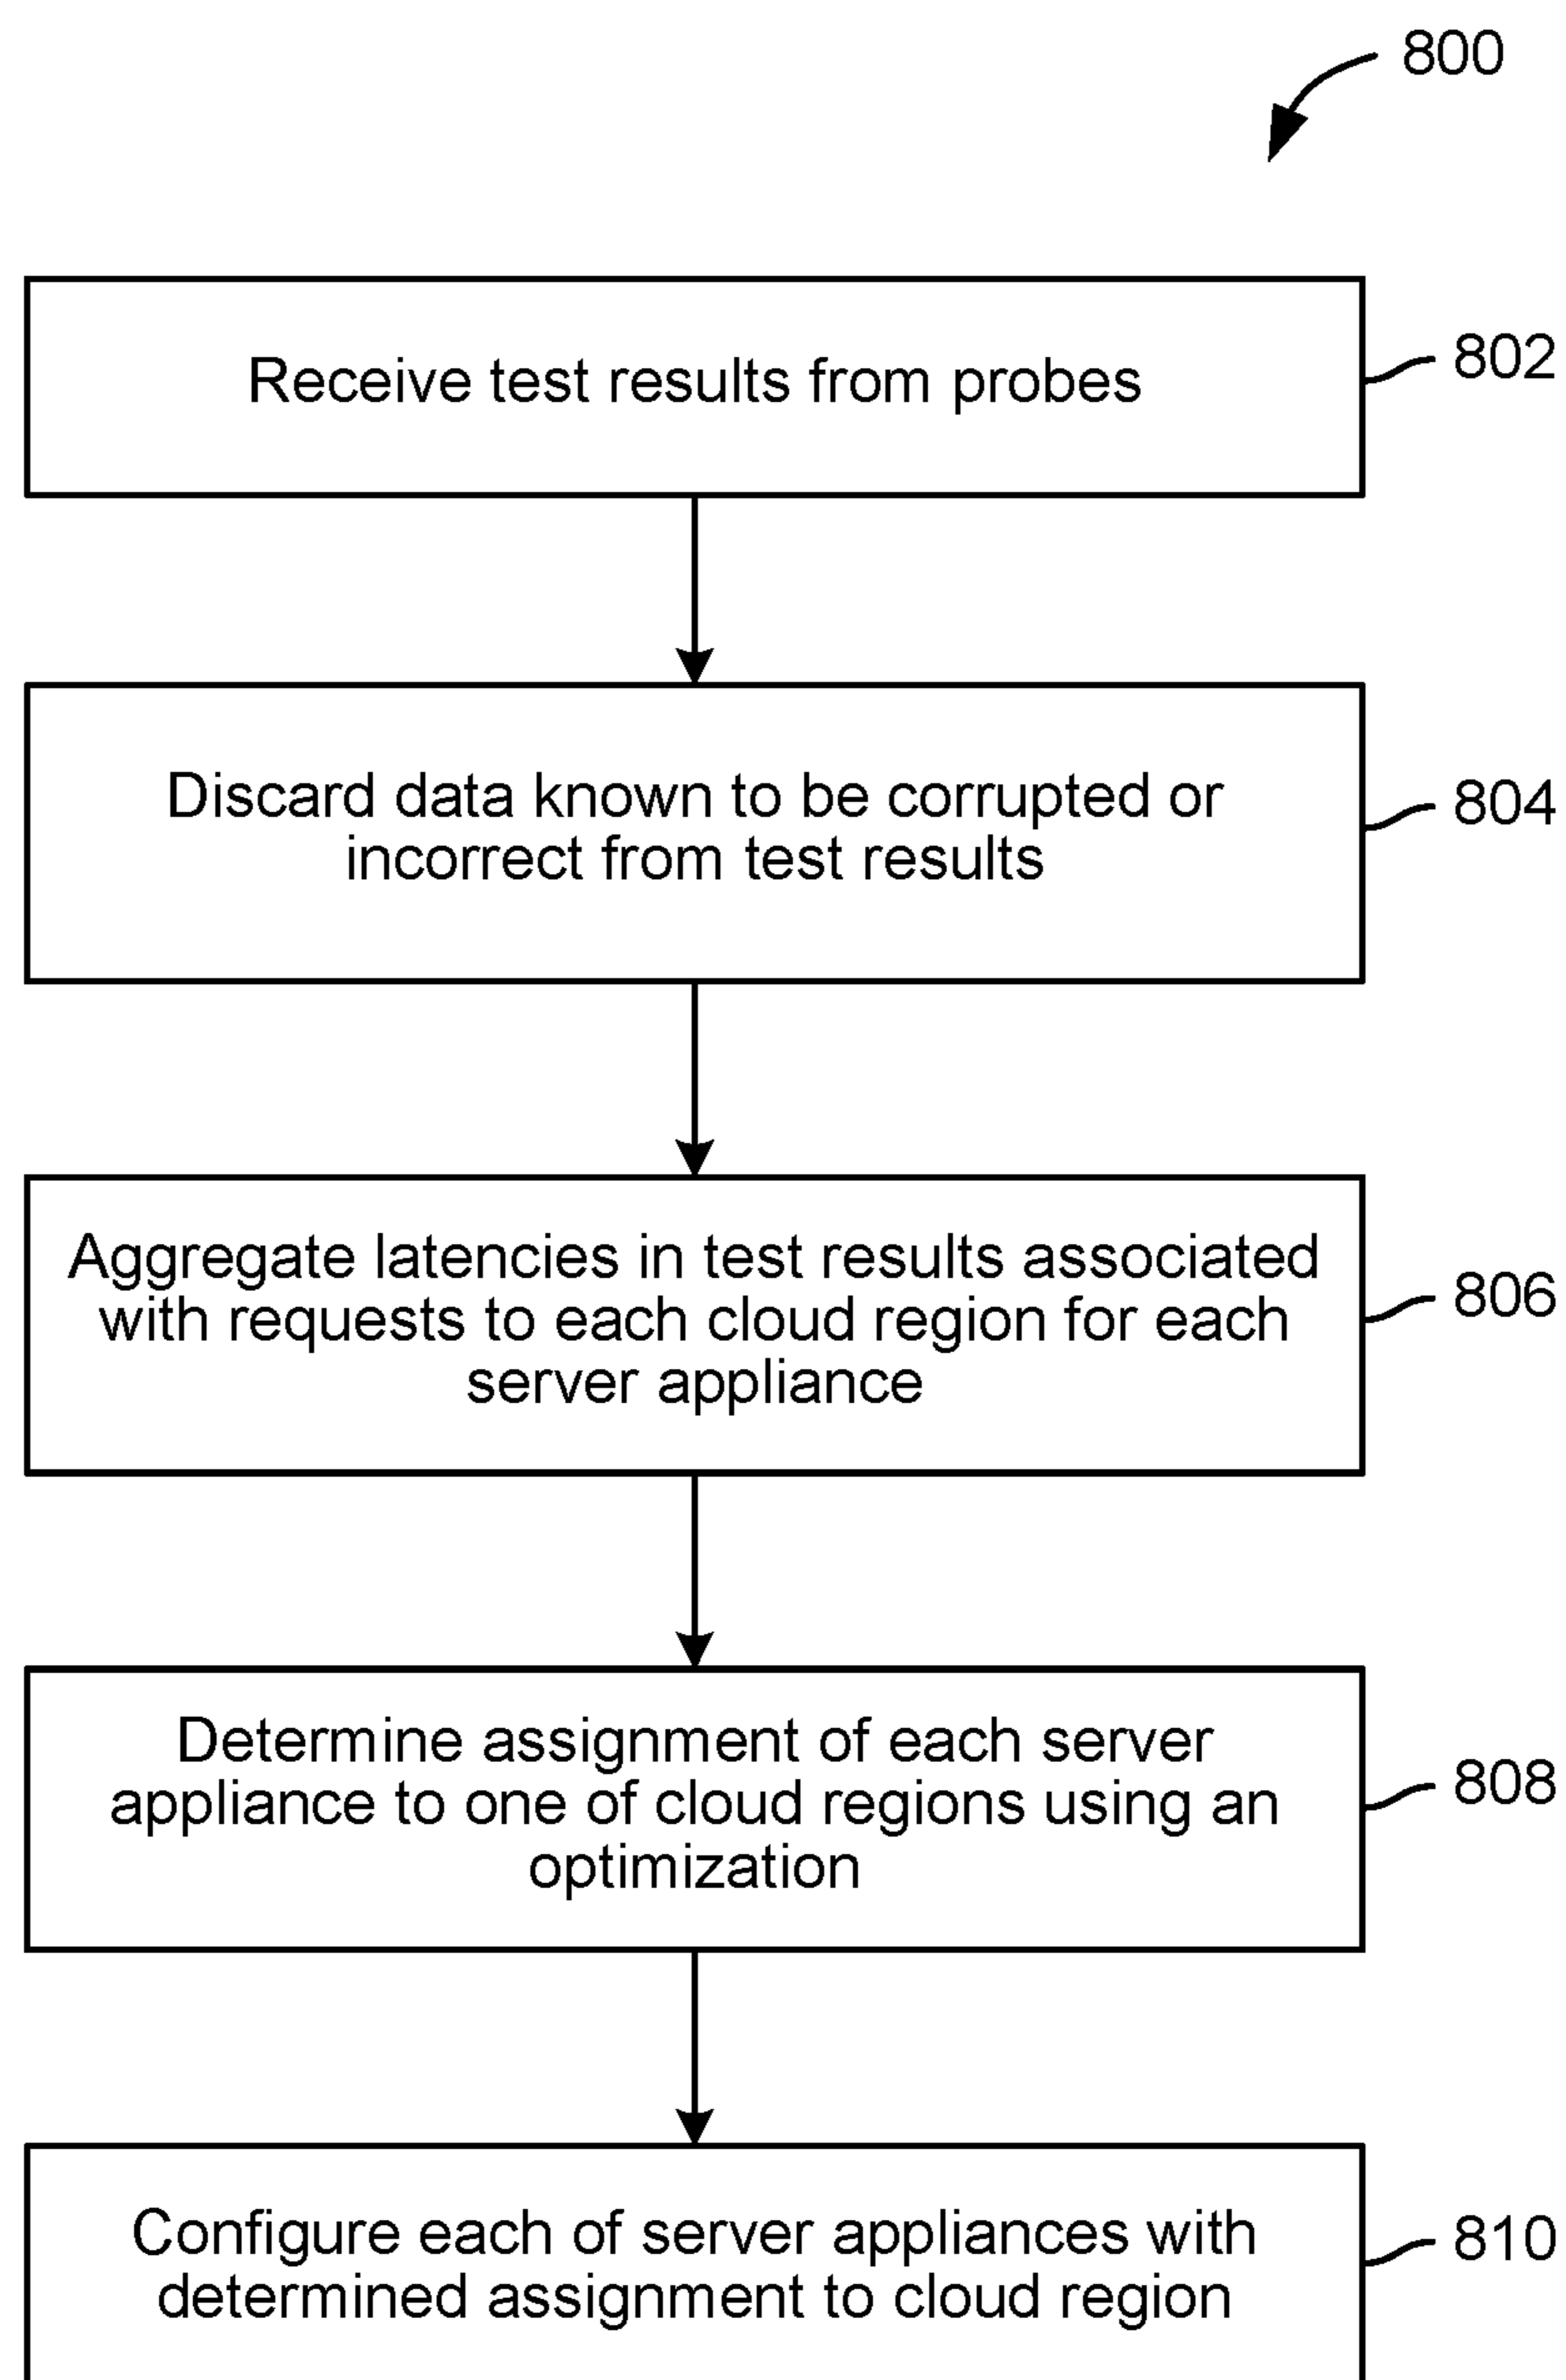 800
Receive test results from probes
802
Discard data known to be corrupted or
incorrect from test results
804
Aggregate latencies in test results associated
with requests to each cloud region for each
server appliance
806
Determine assignment of each server
appliance to one of cloud regions using an
optimization
808
Configure each of server appliances with
determined assignment to cloud region
810